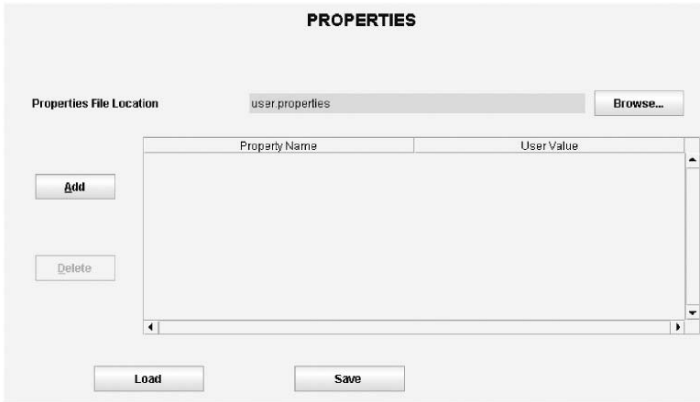 PROPERTIES
Properties File Location user.properties Browse...
Property Name User Value
Add
Delete
Load Save